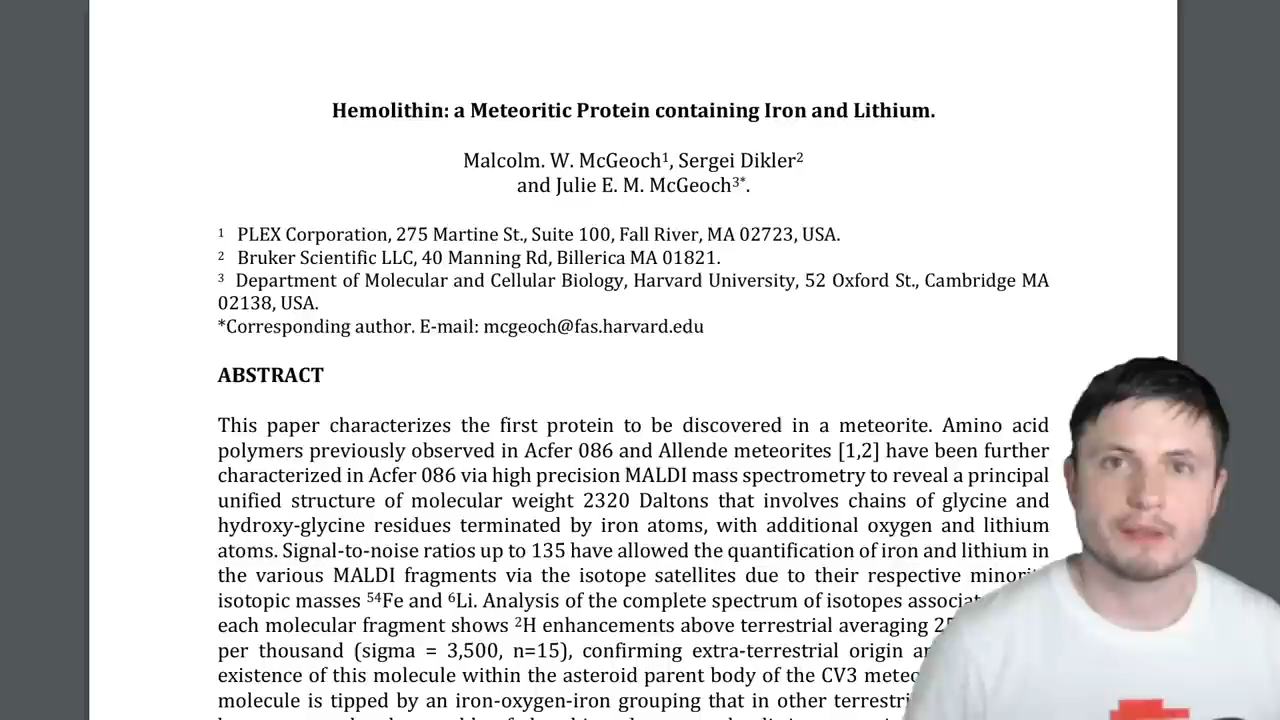 Hemolithin: a Meteoritic Protein containing Iron and Lithium.
Malcolm. W. McGeoch¹, Sergei Dikler²
and Julie E. M. McGeoch³*.
¹ PLEX Corporation, 275 Martine St., Suite 100, Fall River, MA 02723, USA.
² Bruker Scientific LLC, 40 Manning Rd, Billerica MA 01821.
³ Department of Molecular and Cellular Biology, Harvard University, 52 Oxford St., Cambridge MA
02138, USA.
*Corresponding author. E-mail: mcgeoch@fas.harvard.edu
ABSTRACT
This paper characterizes the first protein to be discovered in a meteorite. Amino acid
polymers previously observed in Acfer 086 and Allende meteorites [1,2] have been further
characterized in Acfer 086 via high precision MALDI mass spectrometry to reveal a principal
unified structure of molecular weight 2320 Daltons that involves chains of glycine and
hydroxy-glycine residues terminated by iron atoms, with additional oxygen and lithium
atoms. Signal-to-noise ratios up to 135 have allowed the quantification of iron and lithium in
the various MALDI fragments via the isotope satellites due to their respective
isotopic masses ⁵⁴Fe and ⁶Li. Analysis of the complete spectrum of isotopes
each molecular fragment shows ²H enhancements above terrestrial averaging
per thousand (sigma = 3,500, n=15), confirming extra-terrestrial origin
existence of this molecule within the asteroid parent body of the CV3
molecule is tipped by an iron-oxygen-iron grouping that in other